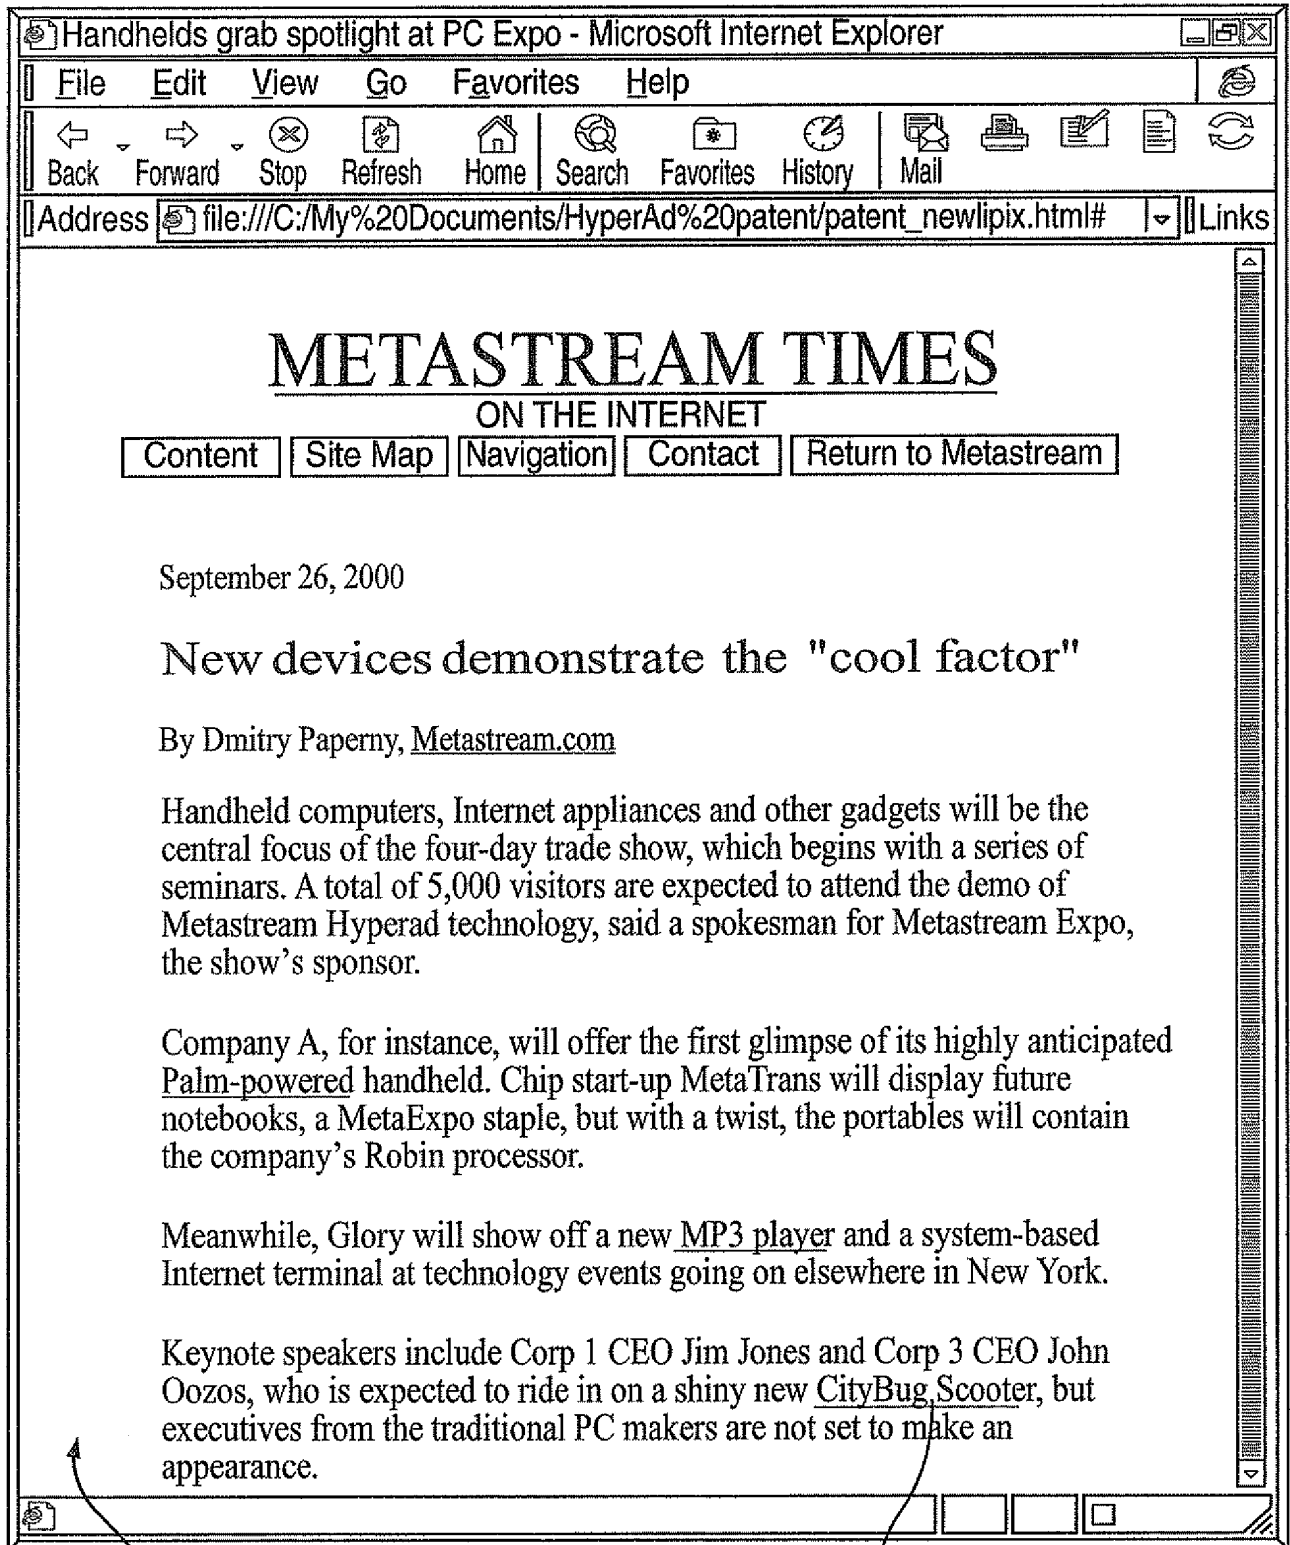 Handhelds grab spotlight at PC Expo - Microsoft Internet Explorer
File Edit View Go Favorites Help
Back Forward Stop Refresh Home Search Favorites History Mail
Address file:///C:/My%20Documents/HyperAd%20patent/patent_newlipix.html# Links
METASTREAM TIMES
ON THE INTERNET
Content Site Map Navigation Contact Return to Metastream
September 26, 2000
New devices demonstrate the "cool factor"
By Dmitry Paperny, Metastream.com
Handheld computers, Internet appliances and other gadgets will be the
central focus of the four-day trade show, which begins with a series of
seminars. A total of 5,000 visitors are expected to attend the demo of
Metastream Hyperad technology, said a spokesman for Metastream Expo,
the show's sponsor.
Company A, for instance, will offer the first glimpse of its highly anticipated
Palm-powered handheld. Chip start-up MetaTrans will display future
notebooks, a MetaExpo staple, but with a twist, the portables will contain
the company's Robin processor.
Meanwhile, Glory will show off a new MP3 player and a system-based
Internet terminal at technology events going on elsewhere in New York.
Keynote speakers include Corp 1 CEO Jim Jones and Corp 3 CEO John
Oozos, who is expected to ride in on a shiny new CityBug Scooter, but
executives from the traditional PC makers are not set to make an
appearance.